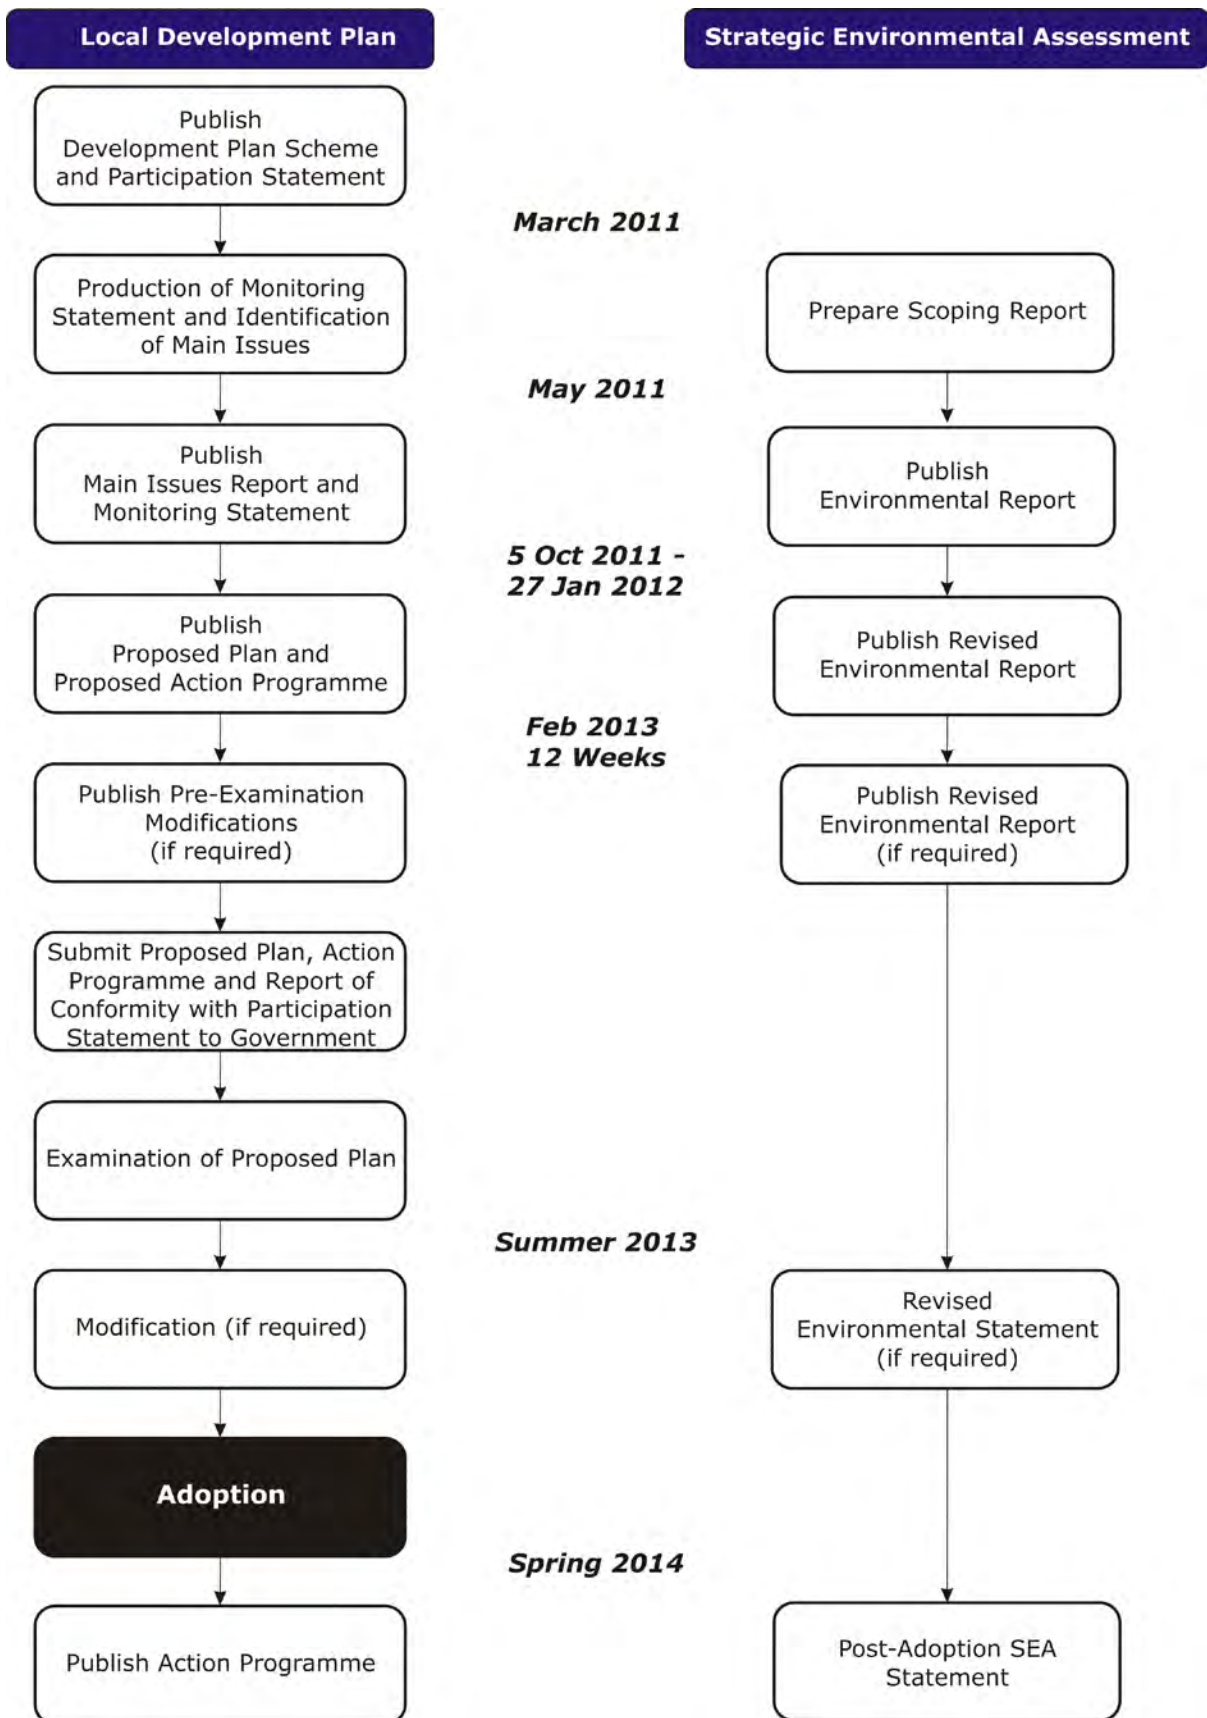 Local Development Plan
Strategic Environmental Assessment
Publish
Development Plan Scheme
and Participation Statement
March 2011
Production of Monitoring
Statement and Identification
of Main Issues
Prepare Scoping Report
May 2011
Publish
Main Issues Report and
Monitoring Statement
Publish
Environmental Report
5 Oct 2011 -
27 Jan 2012
Publish
Proposed Plan and
Proposed Action Programme
Publish Revised
Environmental Report
Feb 2013
12 Weeks
Publish Pre-Examination
Modifications
(if required)
Publish Revised
Environmental Report
(if required)
Submit Proposed Plan, Action
Programme and Report of
Conformity with Participation
Statement to Government
Examination of Proposed Plan
Summer 2013
Modification (if required)
Revised
Environmental Statement
(if required)
Adoption
Spring 2014
Publish Action Programme
Post-Adoption SEA
Statement